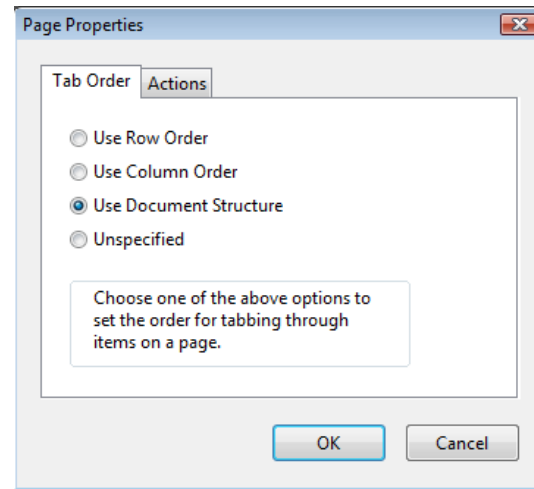 Page Properties
Tab Order
Actions
Use Row Order
Use Column Order
Use Document Structure
Unspecified
Choose one of the above options to
set the order for tabbing through
items on a page.
OK
Cancel